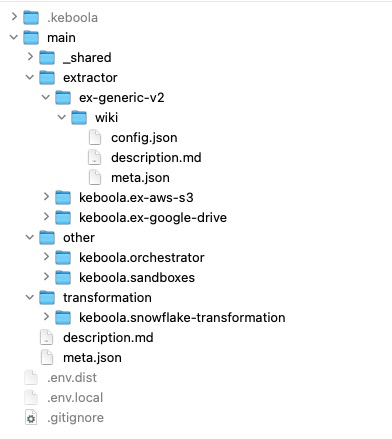 .keboola
main
_shared
extractor
ex-generic-v2
wiki
config.json
description.md
meta.json
keboola.ex-aws-s3
keboola.ex-google-drive
other
keboola.orchestrator
keboola.sandboxes
transformation
keboola.snowflake-transformation
description.md
meta.json
.env.dist
.env.local
.gitignore